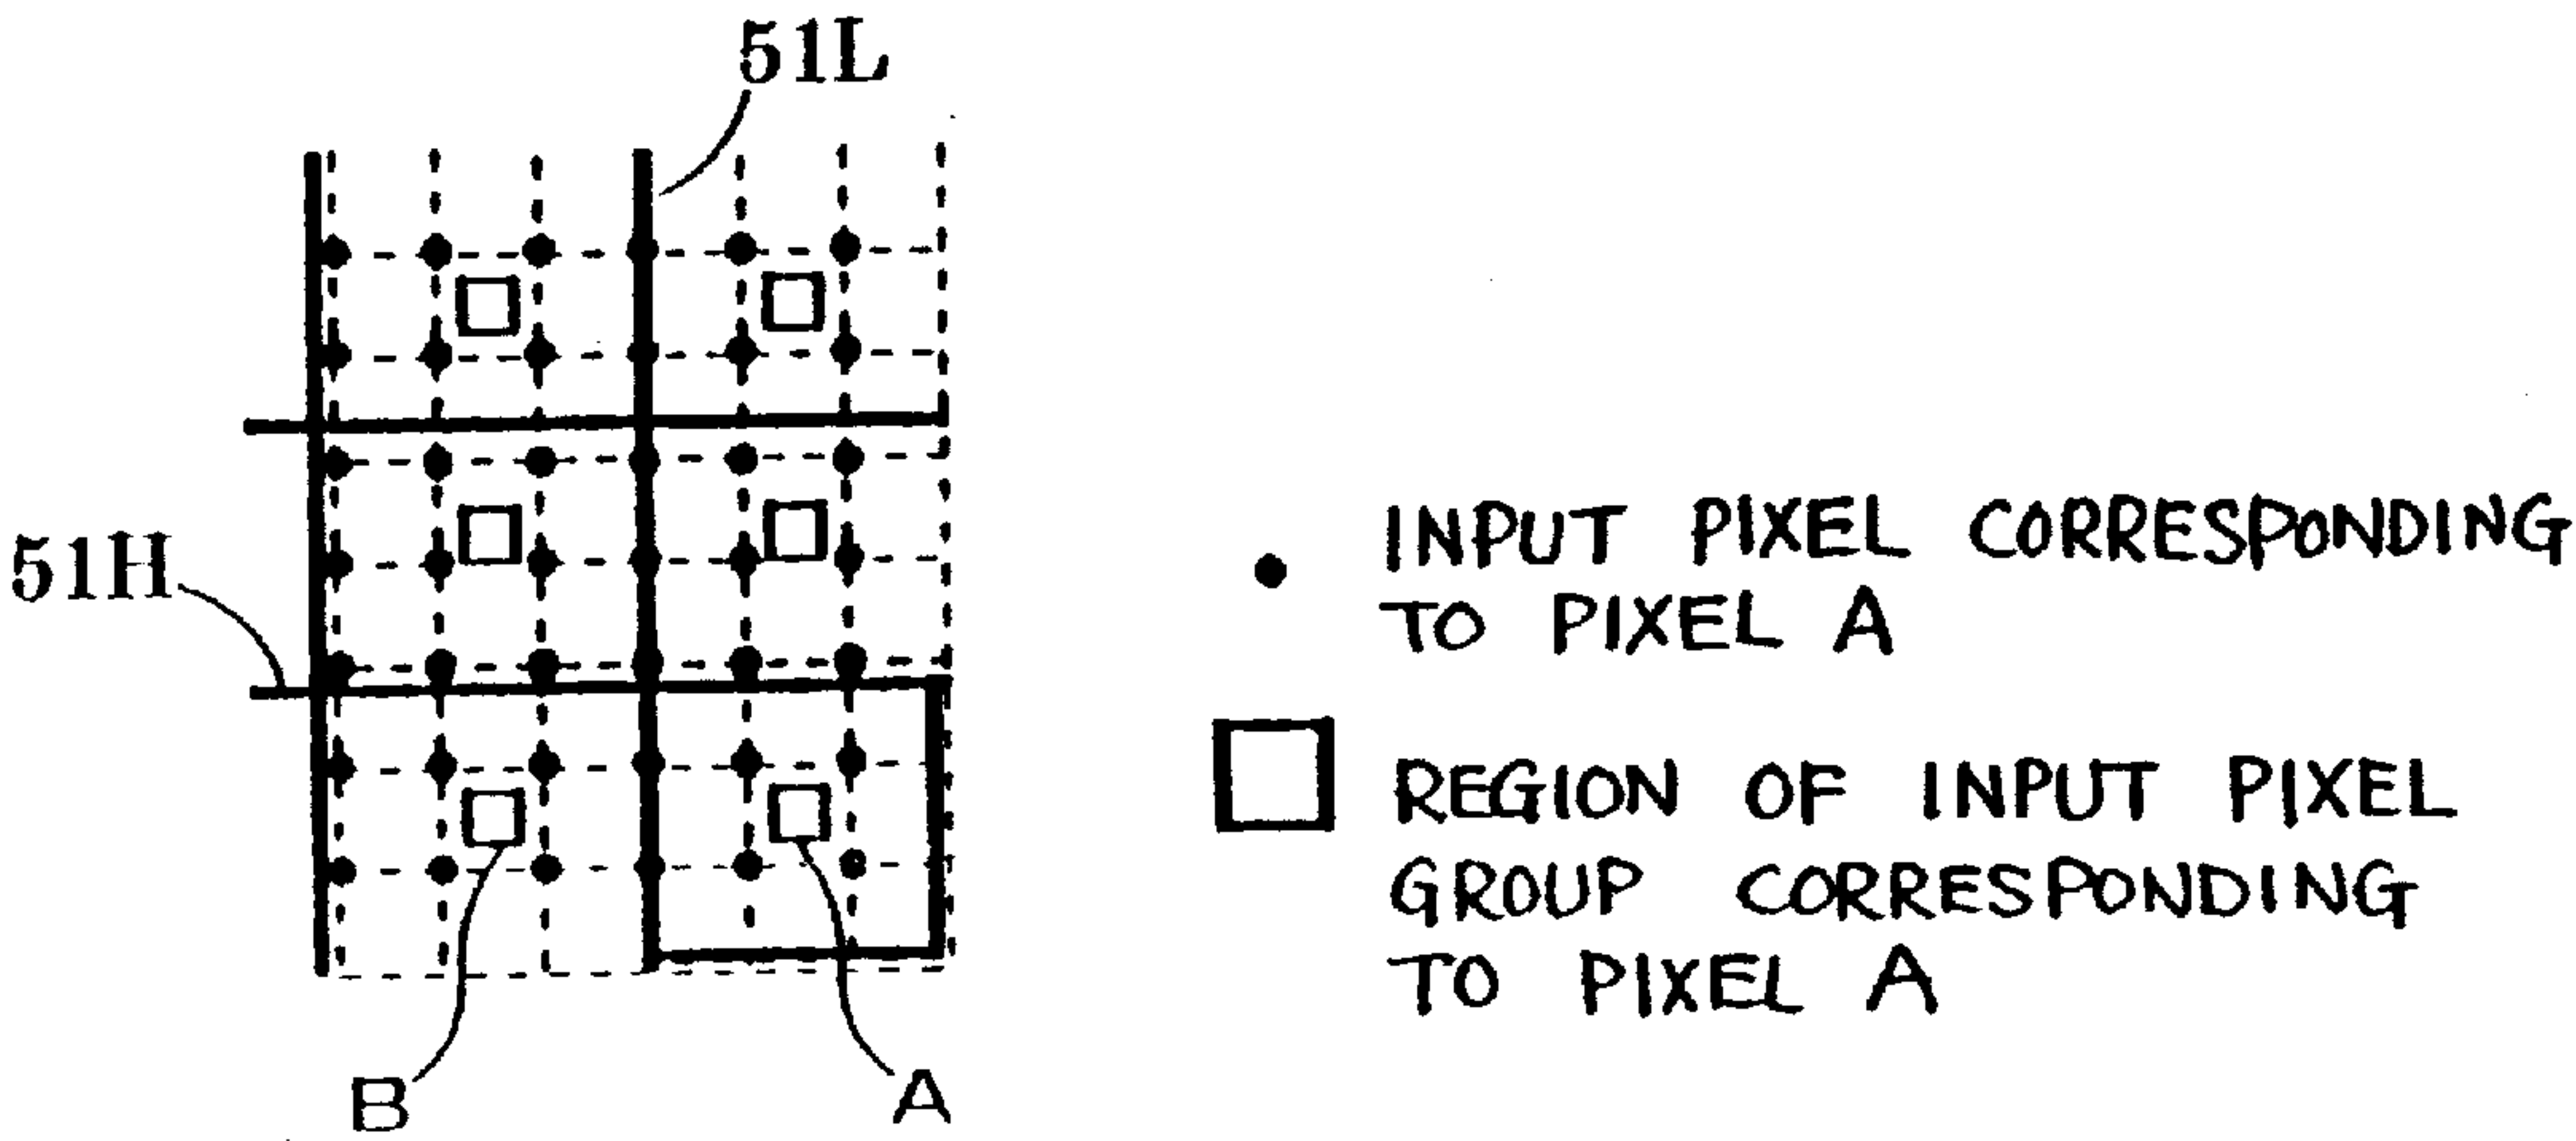 51L
51H
INPUT PIXEL CORRESPONDING
TO PIXEL A
REGION OF INPUT PIXEL
GROUP CORRESPONDING
TO PIXEL A
B
A